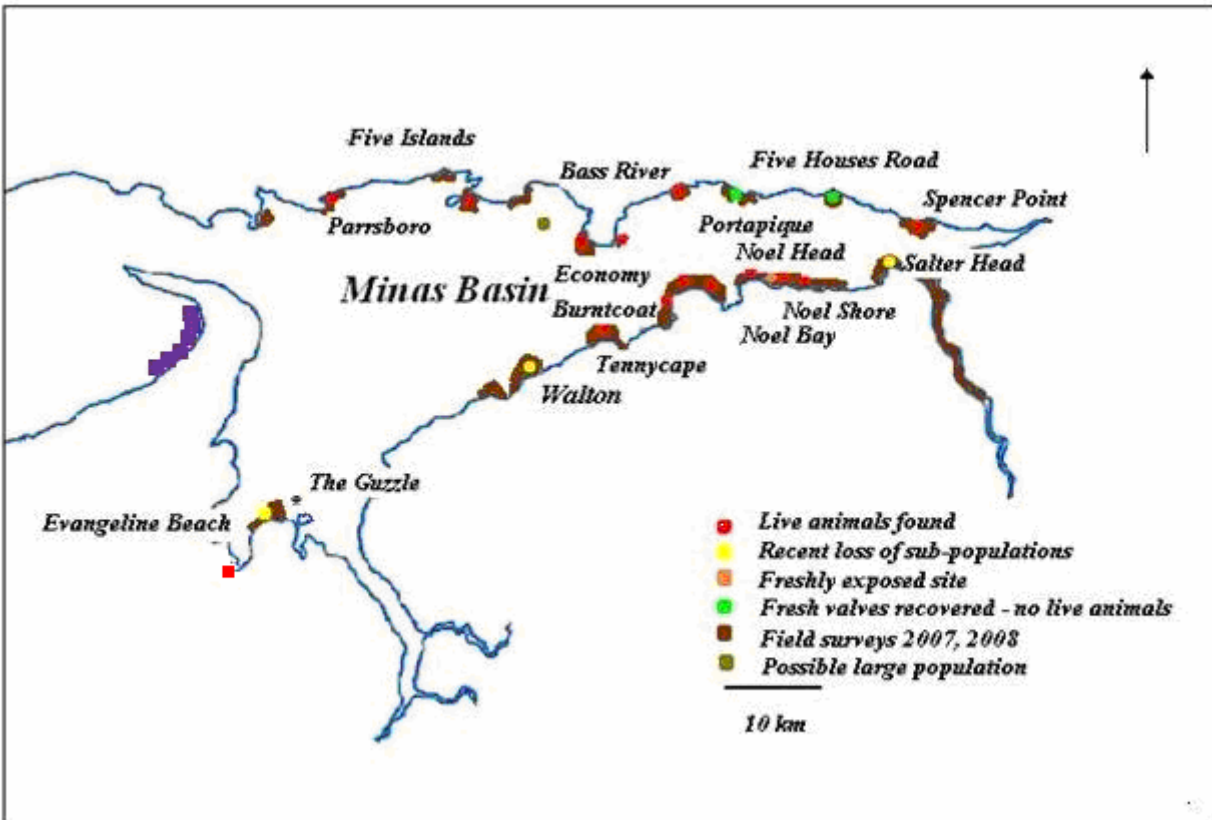 Five Islands
Bass River
Five Houses Road
Spencer Point
Parrsboro
Portapique
Noel Head
Salter Head
Economy
Minas Basin
Burntcoat
Noel Shore
Noel Bay
Tennycape
Walton
The Guzzle
Evangeline Beach
Live animals found
Recent loss of sub-populations
Freshly exposed site
Fresh valves recovered - no live animals
Field surveys 2007, 2008
Possible large population
10 km